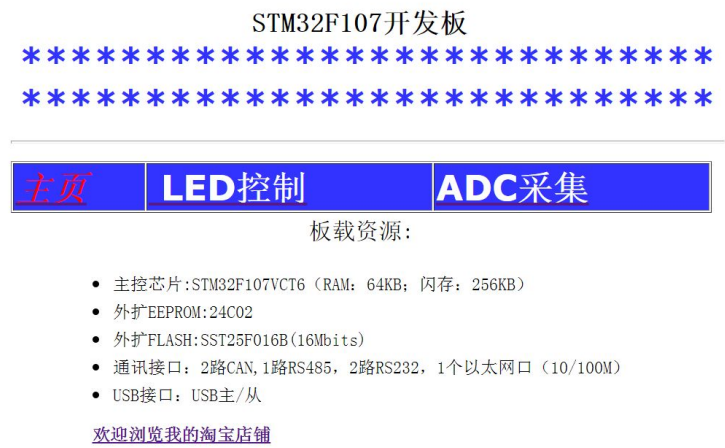 STM32F107开发板
****************************
****************************
主页 LED控制 ADC采集
板载资源:
主控芯片:STM32F107VCT6（RAM：64KB；闪存：256KB）
外扩EEPROM:24C02
外扩FLASH:SST25F016B(16Mbits)
通讯接口：2路CAN,1路RS485，2路RS232，1个以太网口（10/100M）
USB接口：USB主/从
欢迎浏览我的淘宝店铺